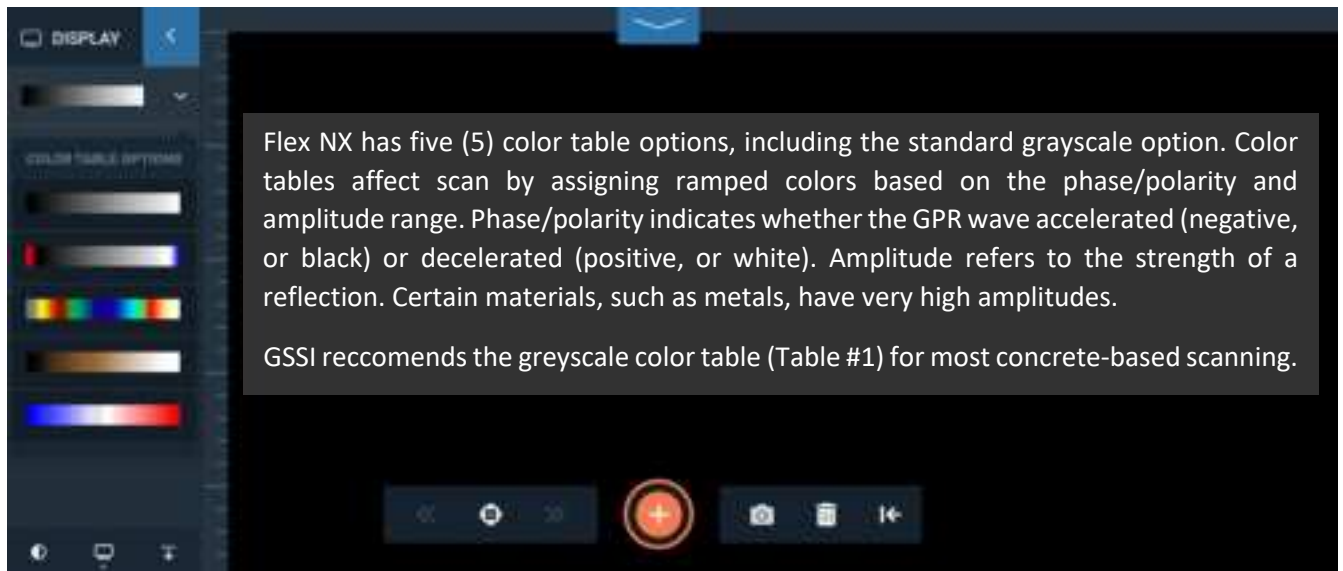 DISPLAY
COLOR TABLE OPTIONS
Flex NX has five (5) color table options, including the standard grayscale option. Color
tables affect scan by assigning ramped colors based on the phase/polarity and
amplitude range. Phase/polarity indicates whether the GPR wave accelerated (negative,
or black) or decelerated (positive, or white). Amplitude refers to the strength of a
reflection. Certain materials, such as metals, have very high amplitudes.
GSSI reccomends the greyscale color table (Table #1) for most concrete-based scanning.